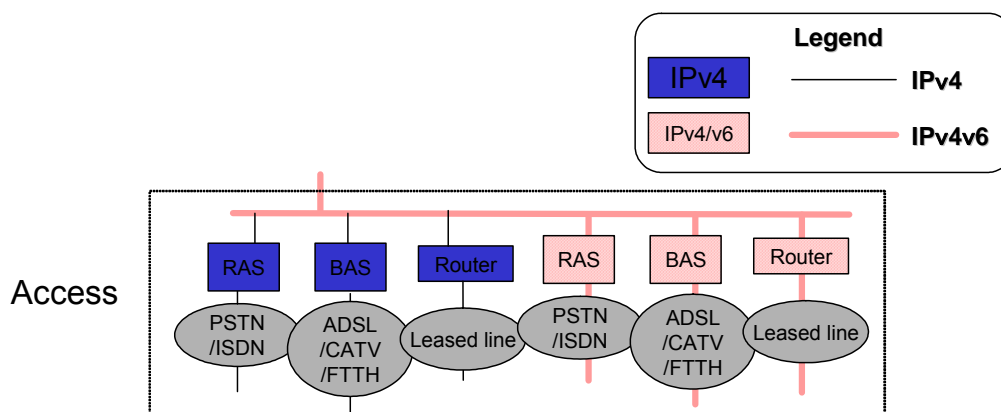 Legend
IPv4
IPv4
IPv4/v6
IPv4v6
RAS
BAS
Router
RAS
BAS
Router
Access
PSTN
/ISDN
ADSL
/CATV
/FTTH
Leased line
PSTN
/ISDN
ADSL
/CATV
/FTTH
Leased line